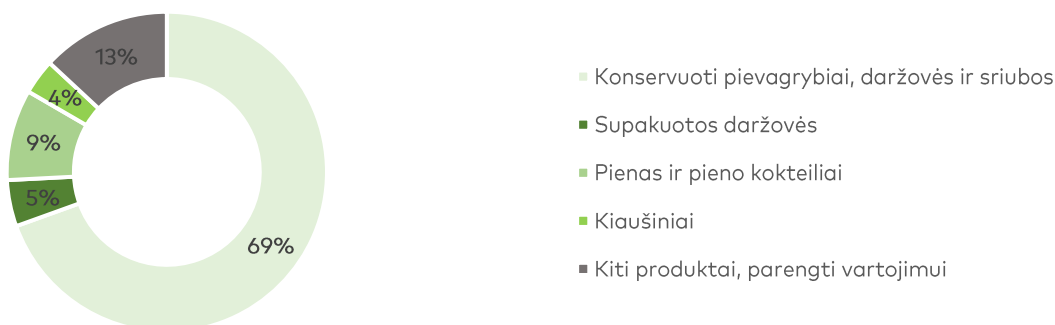 13%
4%
9%
5%
69%
Konservuoti pievagrybiai, daržovės ir sriubos
Supakuotos daržovės
Pienas ir pieno kokteiliai
Kiaušiniai
Kiti produktai, parengti vartojimui